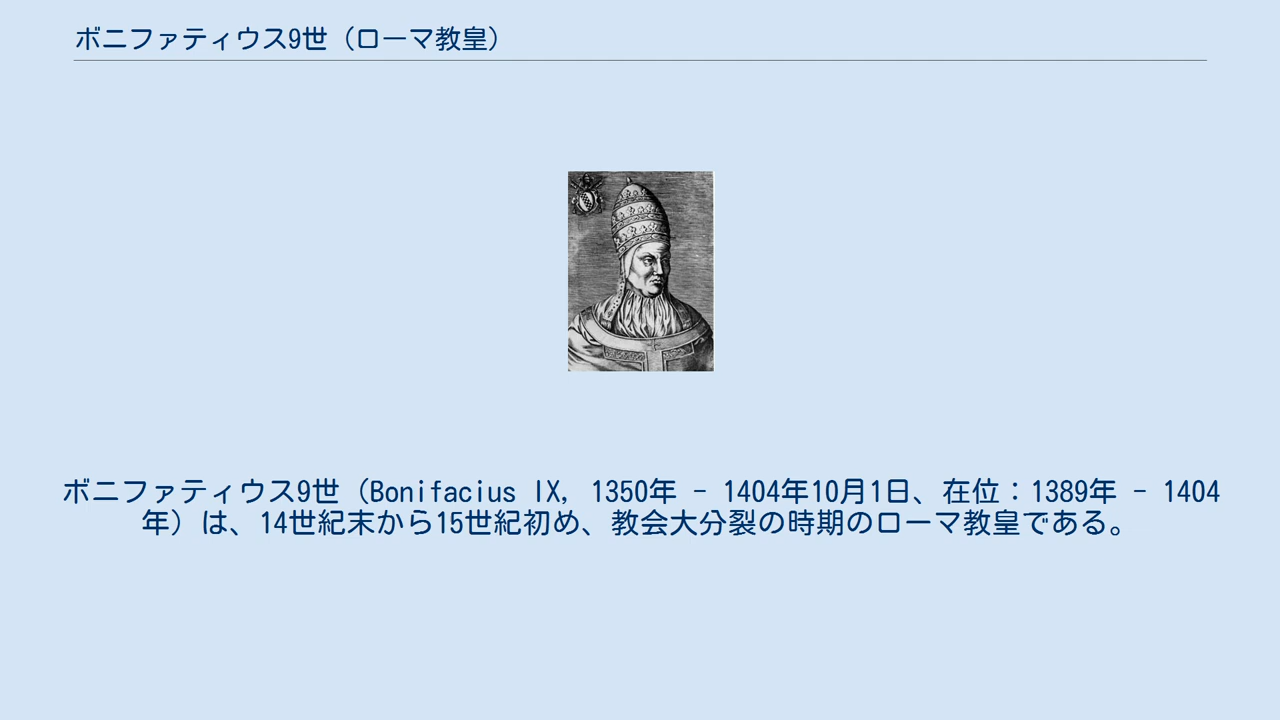 ボニファティウス9世（ローマ教皇）
ボニファティウス9世（Bonifacius IX, 1350年 - 1404年10月1日、在位：1389年 - 1404
年）は、14世紀末から15世紀初め、教会大分裂の時期のローマ教皇である。